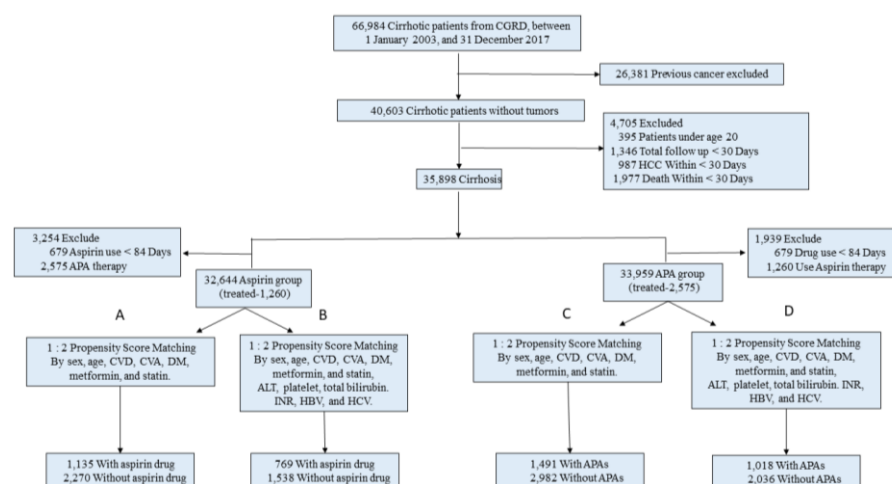 66,984 Cirrhotic patients from CGRD, between
1 January 2003, and 31 December 2017
26,381 Previous cancer excluded
40,603 Cirrhotic patients without tumors
4,705 Excluded
395 Patients under age 20
1,346 Total follow up < 30 Days
987 HCC Within < 30 Days
1,977 Death Within < 30 Days
35,898 Cirrhosis
3,254 Exclude
679 Aspirin use < 84 Days
2,575 APA therapy
1,939 Exclude
679 Drug use < 84 Days
1,260 Use Aspirin therapy
32,644 Aspirin group
(treated-1,260)
33,959 APA group
(treated-2,575)
A
B
C
D
1 : 2 Propensity Score Matching
By sex, age, CVD, CVA, DM,
metformin, and statin.
1 : 2 Propensity Score Matching
By sex, age, CVD, CVA, DM,
metformin, and statin,
ALT, platelet, total bilirubin. INR, HBV, and HCV.
1 : 2 Propensity Score Matching
By sex, age, CVD, CVA, DM,
metformin, and statin.
1 : 2 Propensity Score Matching
By sex, age, CVD, CVA, DM,
metformin, and statin,
ALT, platelet, total bilirubin. INR,
HBV, and HCV.
1,135 With aspirin drug
2,270 Without aspirin drug
769 With aspirin drug
1,538 Without aspirin drug
1,491 With APAs
2,982 Without APAs
1,018 With APAs
2,036 Without APAs